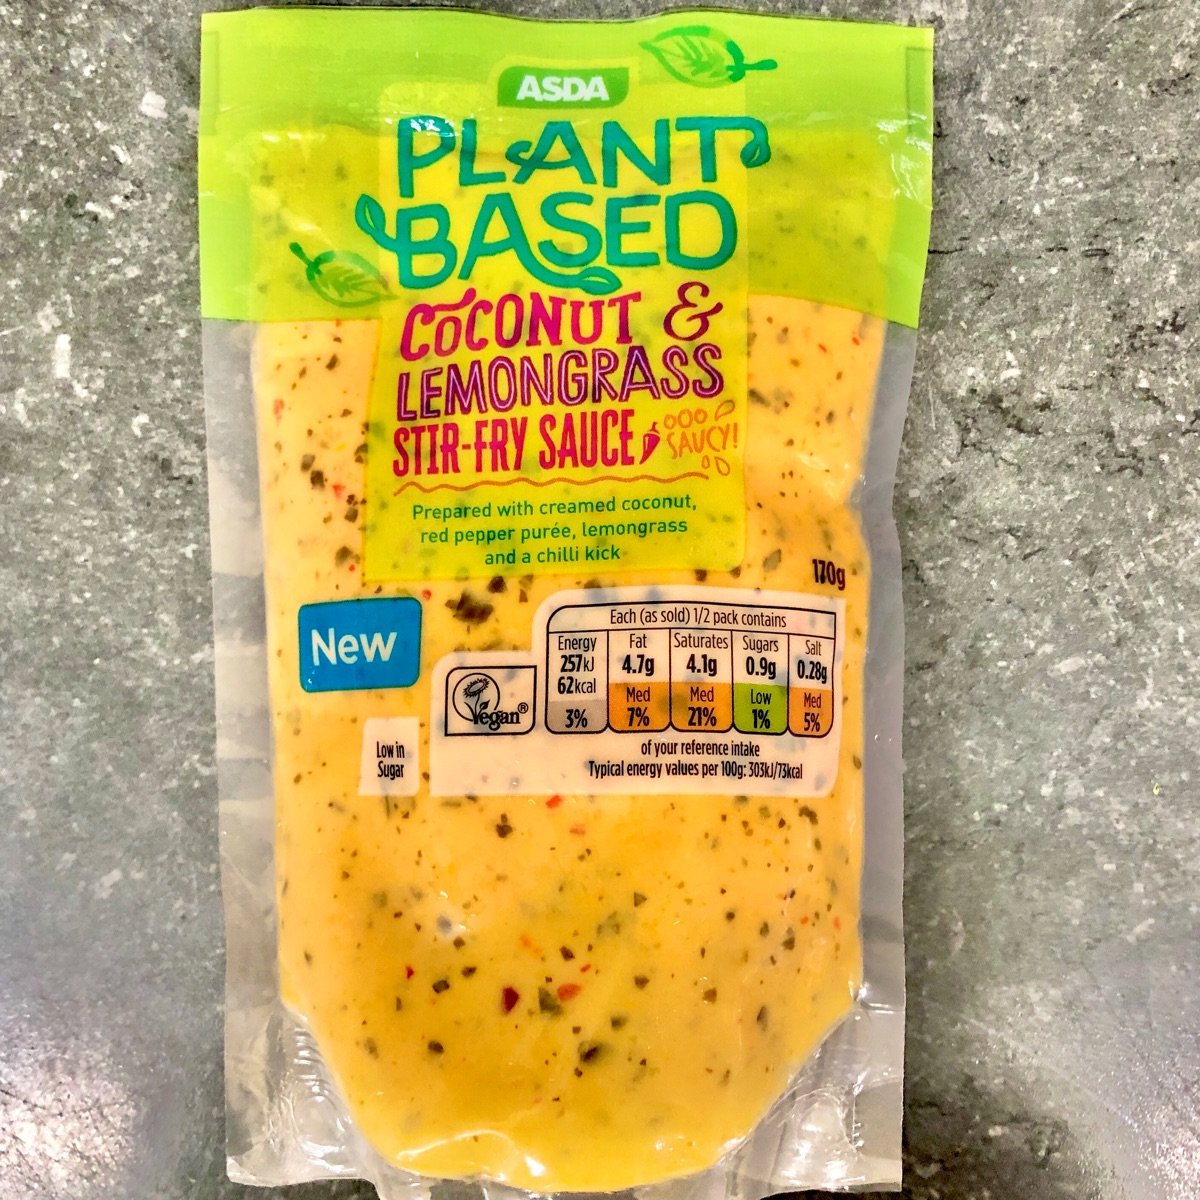 ASDA
PLANT
BASED
COCONUT &
LEMONGRASS
STIR-FRY SAUCE
SAUCY!
Prepared with creamed coconut,
red pepper purée, lemongrass
and a chilli kick
170g
New
Each (as sold) 1/2 pack contains
Energy Fat Saturates Sugars Salt
257kJ 4.7g 4.1g 0.9g 0.28g
62kcal
Med Med Low Med
3% 7% 21% 1% 5%
of your reference intake
Typical energy values per 100g: 303kJ/73kcal
Vegan®
Low in
Sugar